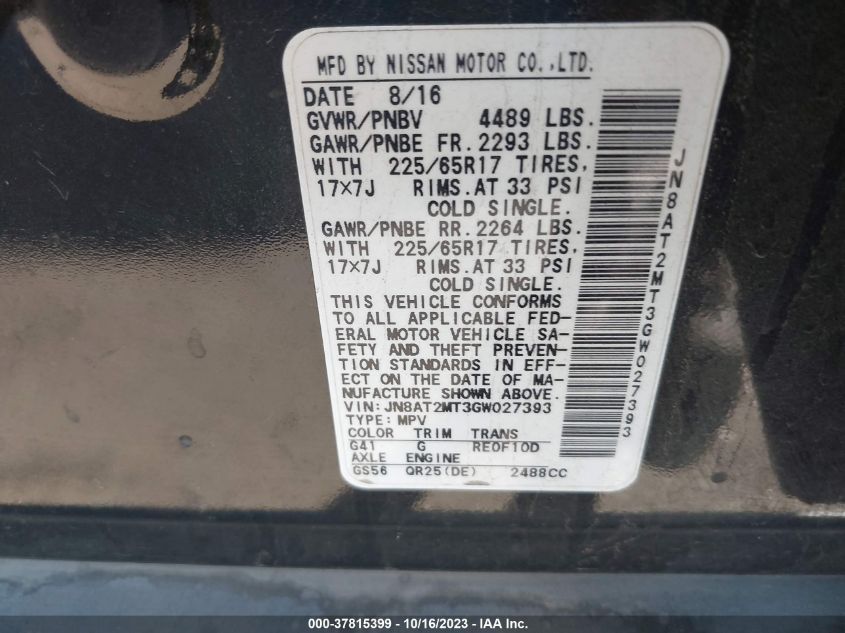 MFD BY NISSAN MOTOR CO.,LTD.
DATE 8/16
GVWR/PNBV 4489 LBS.
GAWR/PNBE FR. 2293 LBS.
WITH 225/65R17 TIRES,
17×7J RIMS.AT 33 PSI
COLD SINGLE.
GAWR/PNBE RR. 2264 LBS.
WITH 225/65R17 TIRES,
17×7J RIMS.AT 33 PSI
COLD SINGLE.
THIS VEHICLE CONFORMS
TO ALL APPLICABLE FED-
ERAL MOTOR VEHICLE SA-
FETY AND THEFT PREVEN-
TION STANDARDS IN EFF-
ECT ON THE DATE OF MA-
NUFACTURE SHOWN ABOVE.
VIN: JN8AT2MT3GW027393
TYPE: MPV
COLOR TRIM TRANS
G41 G RE0F10D
AXLE ENGINE
GS56 QR25(DE) 2488CC
JN8AT2MT3GW027393
000-37815399 - 10/16/2023 - IAA Inc.